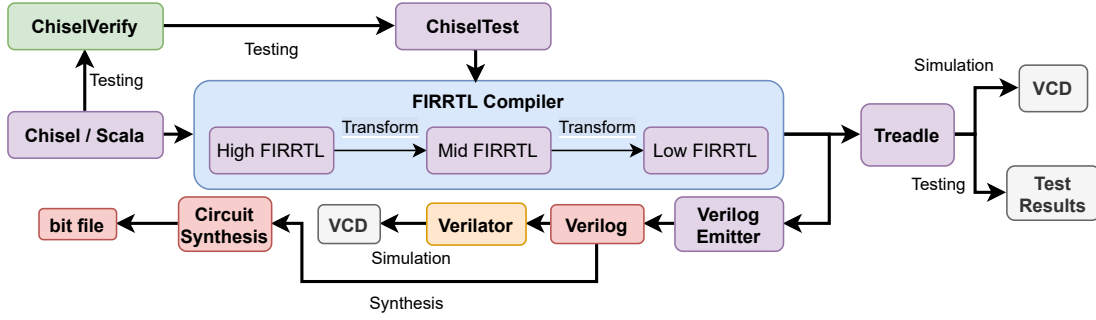 ChiselVerify
Testing
ChiselTest
Testing
Chisel / Scala
FIRRTL Compiler
High FIRRTL
Transform
Mid FIRRTL
Transform
Low FIRRTL
Treadle
Simulation
VCD
Testing
Test
Results
bit file
Circuit
Synthesis
VCD
Simulation
Verilator
Verilog
Verilog
Emitter
Synthesis